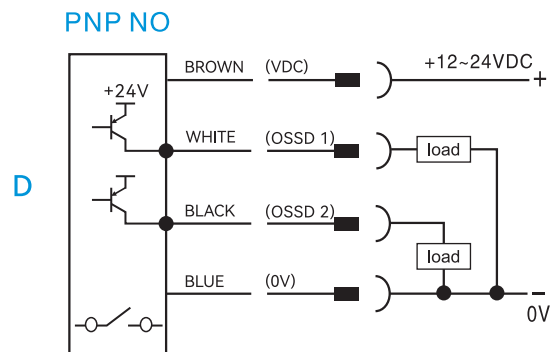 PNP NO
BROWN (VDC) +12~24VDC
+
+24V
WHITE (OSSD 1) load
D
BLACK (OSSD 2)
load
BLUE (0V) −
0V